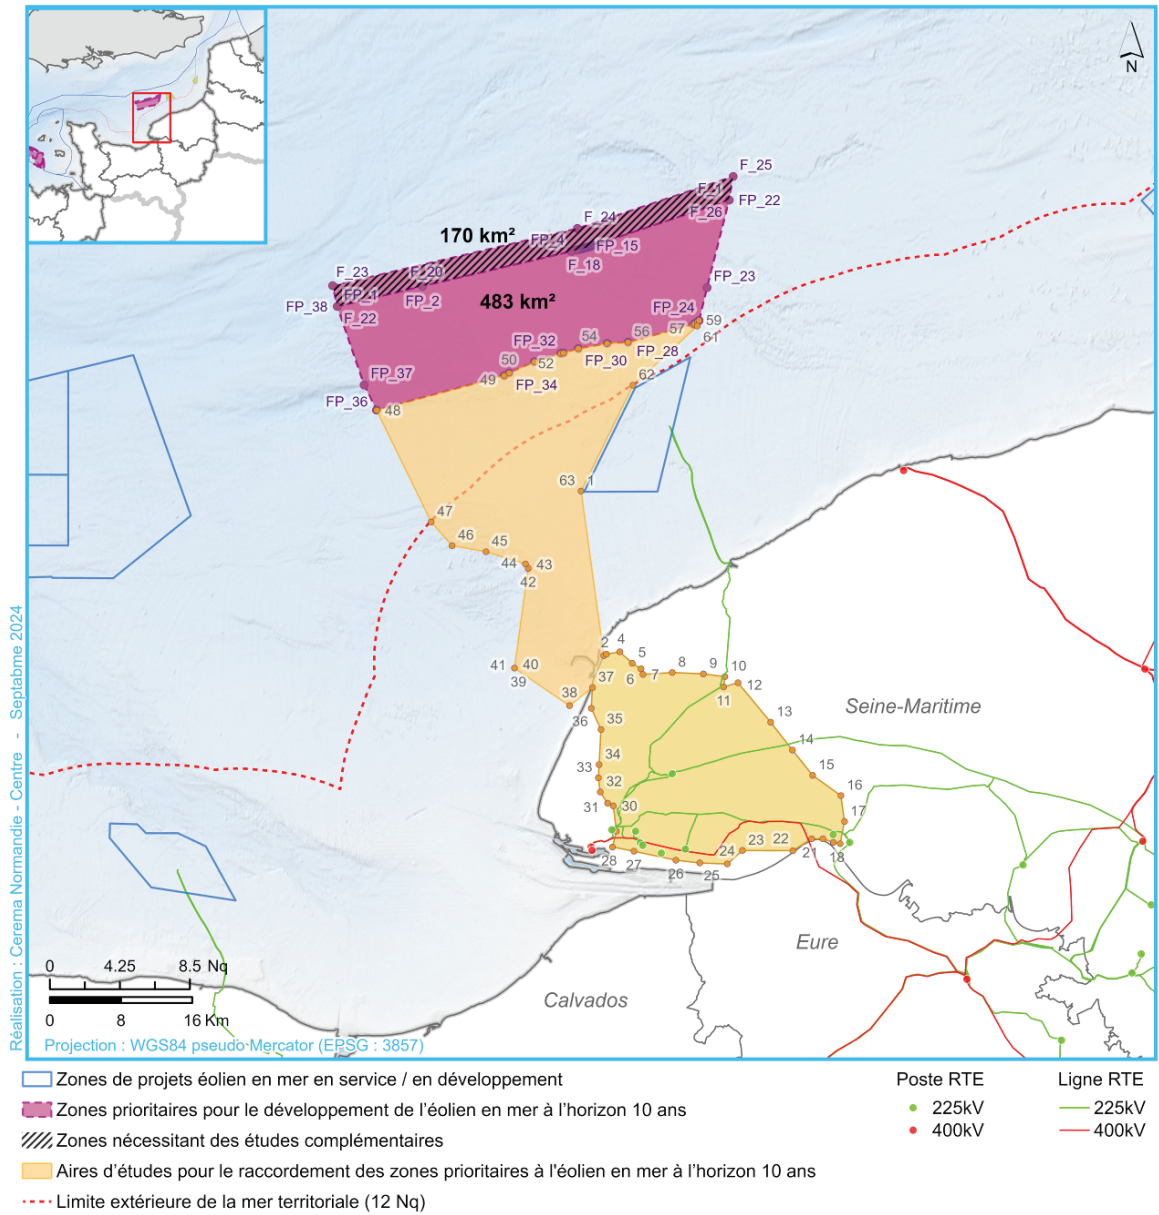 N
F_25
F_1
FP_22
F_24
F_26
170 km²
FP_4
FP_15
F_18
F_23
F_20
FP_1
FP_2
FP_38
F_22
483 km²
FP_23
FP_24
59
57
61
56
54
FP_32
FP_30
FP_28
50
52
49
FP_34
62
FP_37
FP_36
48
63
1
47
46
45
44
43
42
41
40
39
38
2
4
5
6
7
8
9
10
11
12
37
36
13
35
14
34
33
15
32
16
31
30
17
28
27
26
25
24
23
22
21
18
Seine-Maritime
Eure
Calvados
0 4.25 8.5 Nq
0 8 16 Km
Projection : WGS84 pseudo Mercator (EPSG : 3857)
Réalisation : Cerema Normandie - Centre - Septabme 2024
Zones de projets éolien en mer en service / en développement
Zones prioritaires pour le développement de l'éolien en mer à l'horizon 10 ans
Zones nécessitant des études complémentaires
Aires d'études pour le raccordement des zones prioritaires à l'éolien en mer à l'horizon 10 ans
Limite extérieure de la mer territoriale (12 Nq)
Poste RTE
225kV
400kV
Ligne RTE
225kV
400kV